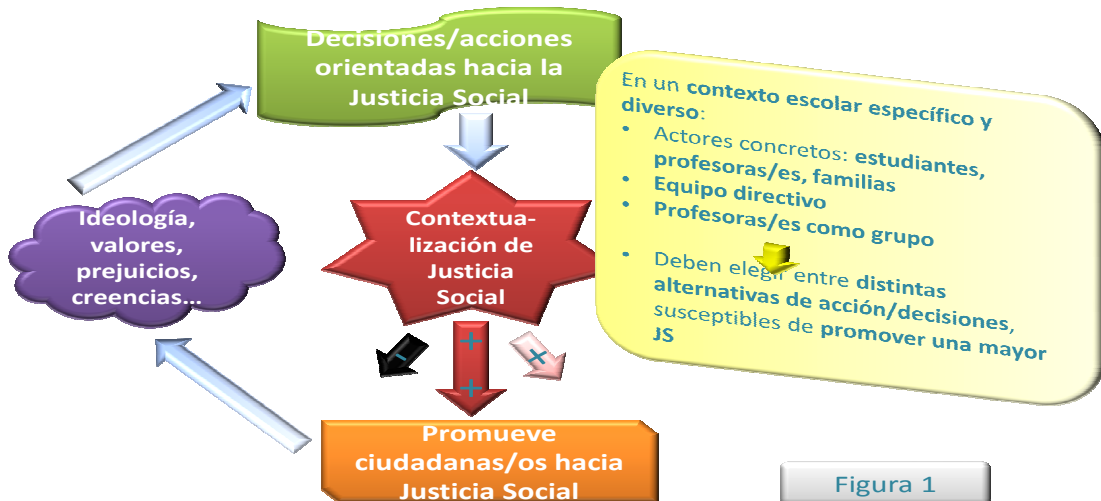 Decisiones/acciones
orientadas hacia la
Justicia Social
En un contexto escolar específico y
diverso:
• Actores concretos: estudiantes,
profesoras/es, familias
• Equipo directivo
• Profesoras/es como grupo
• Deben elegir entre distintas
alternativas de acción/decisiones,
susceptibles de promover una mayor
JS
Ideología,
valores,
prejuicios,
creencias...
Contextua-
lización de
Justicia
Social
- + +
+
Promueve
ciudadanas/os hacia
Justicia Social
Figura 1